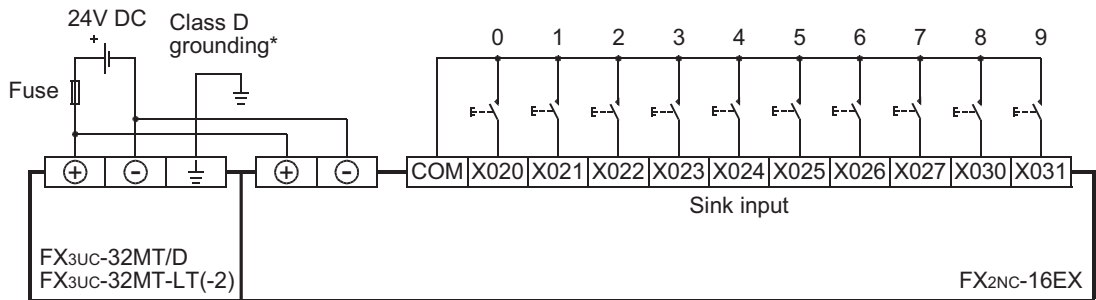 24V DC
+
Class D
grounding*
Fuse
0 1 2 3 4 5 6 7 8 9
+ - + - COM X020 X021 X022 X023 X024 X025 X026 X027 X030 X031
Sink input
FX3UC-32MT/D
FX3UC-32MT-LT(-2)
FX2NC-16EX